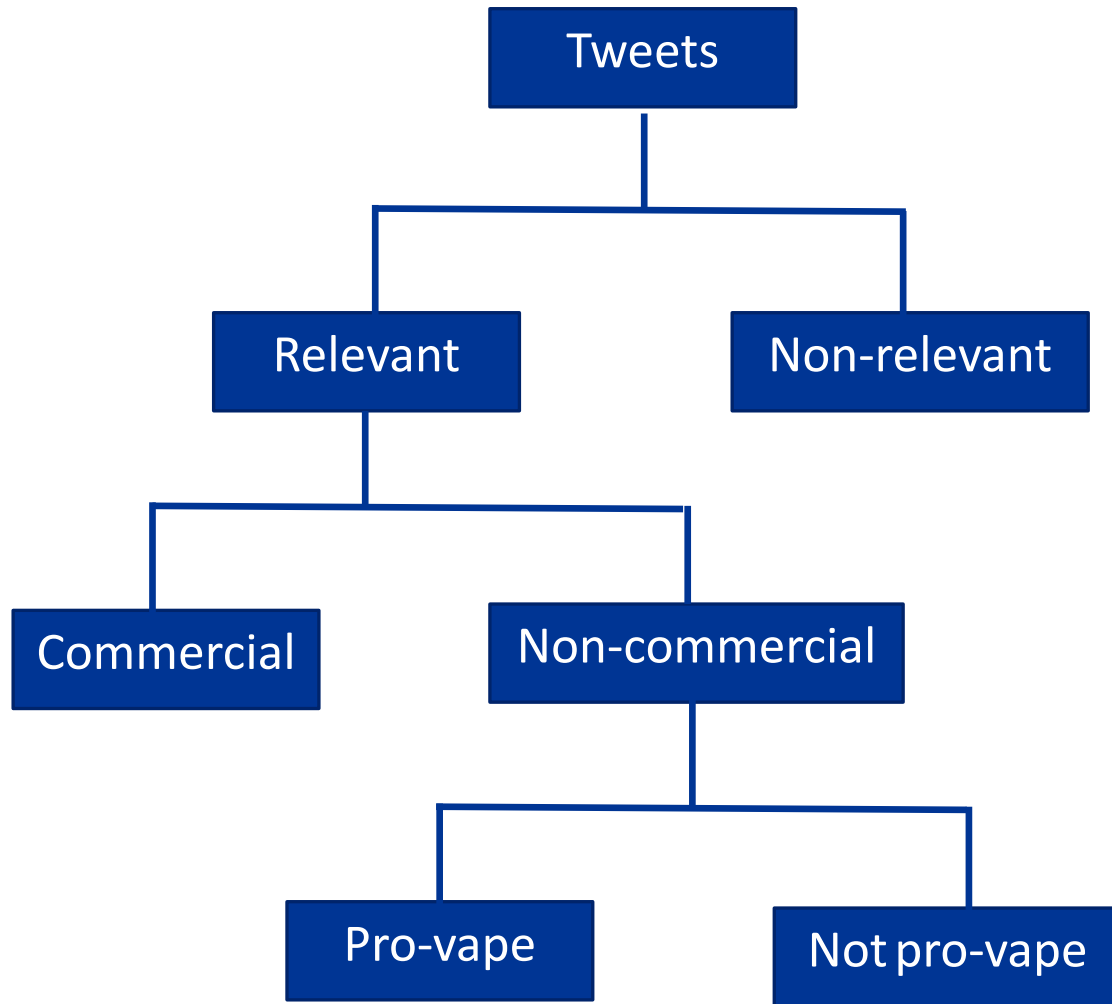 Tweets
Relevant
Non-relevant
Commercial
Non-commercial
Pro-vape
Not pro-vape